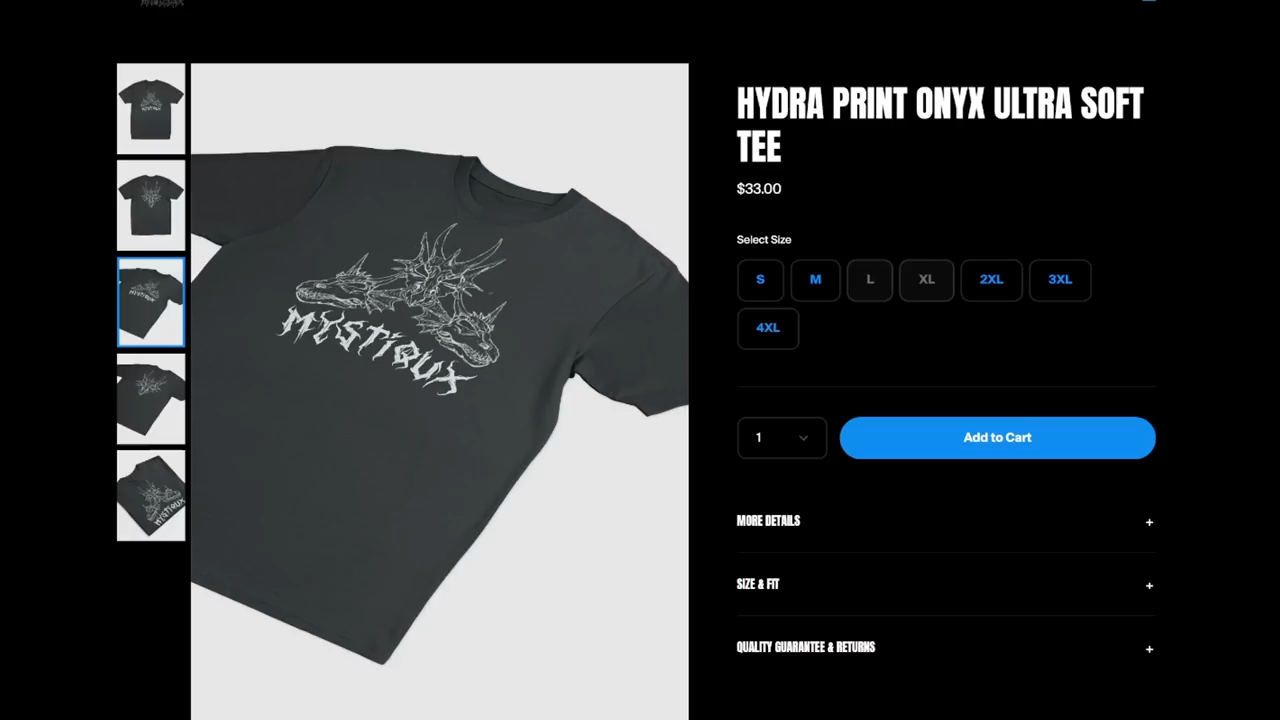 HYDRA PRINT ONYX ULTRA SOFT
TEE
$33.00
Select Size
S M L XL 2XL 3XL
4XL
1 Add to Cart
MORE DETAILS +
SIZE & FIT +
QUALITY GUARANTEE & RETURNS +
MYSTIQUX